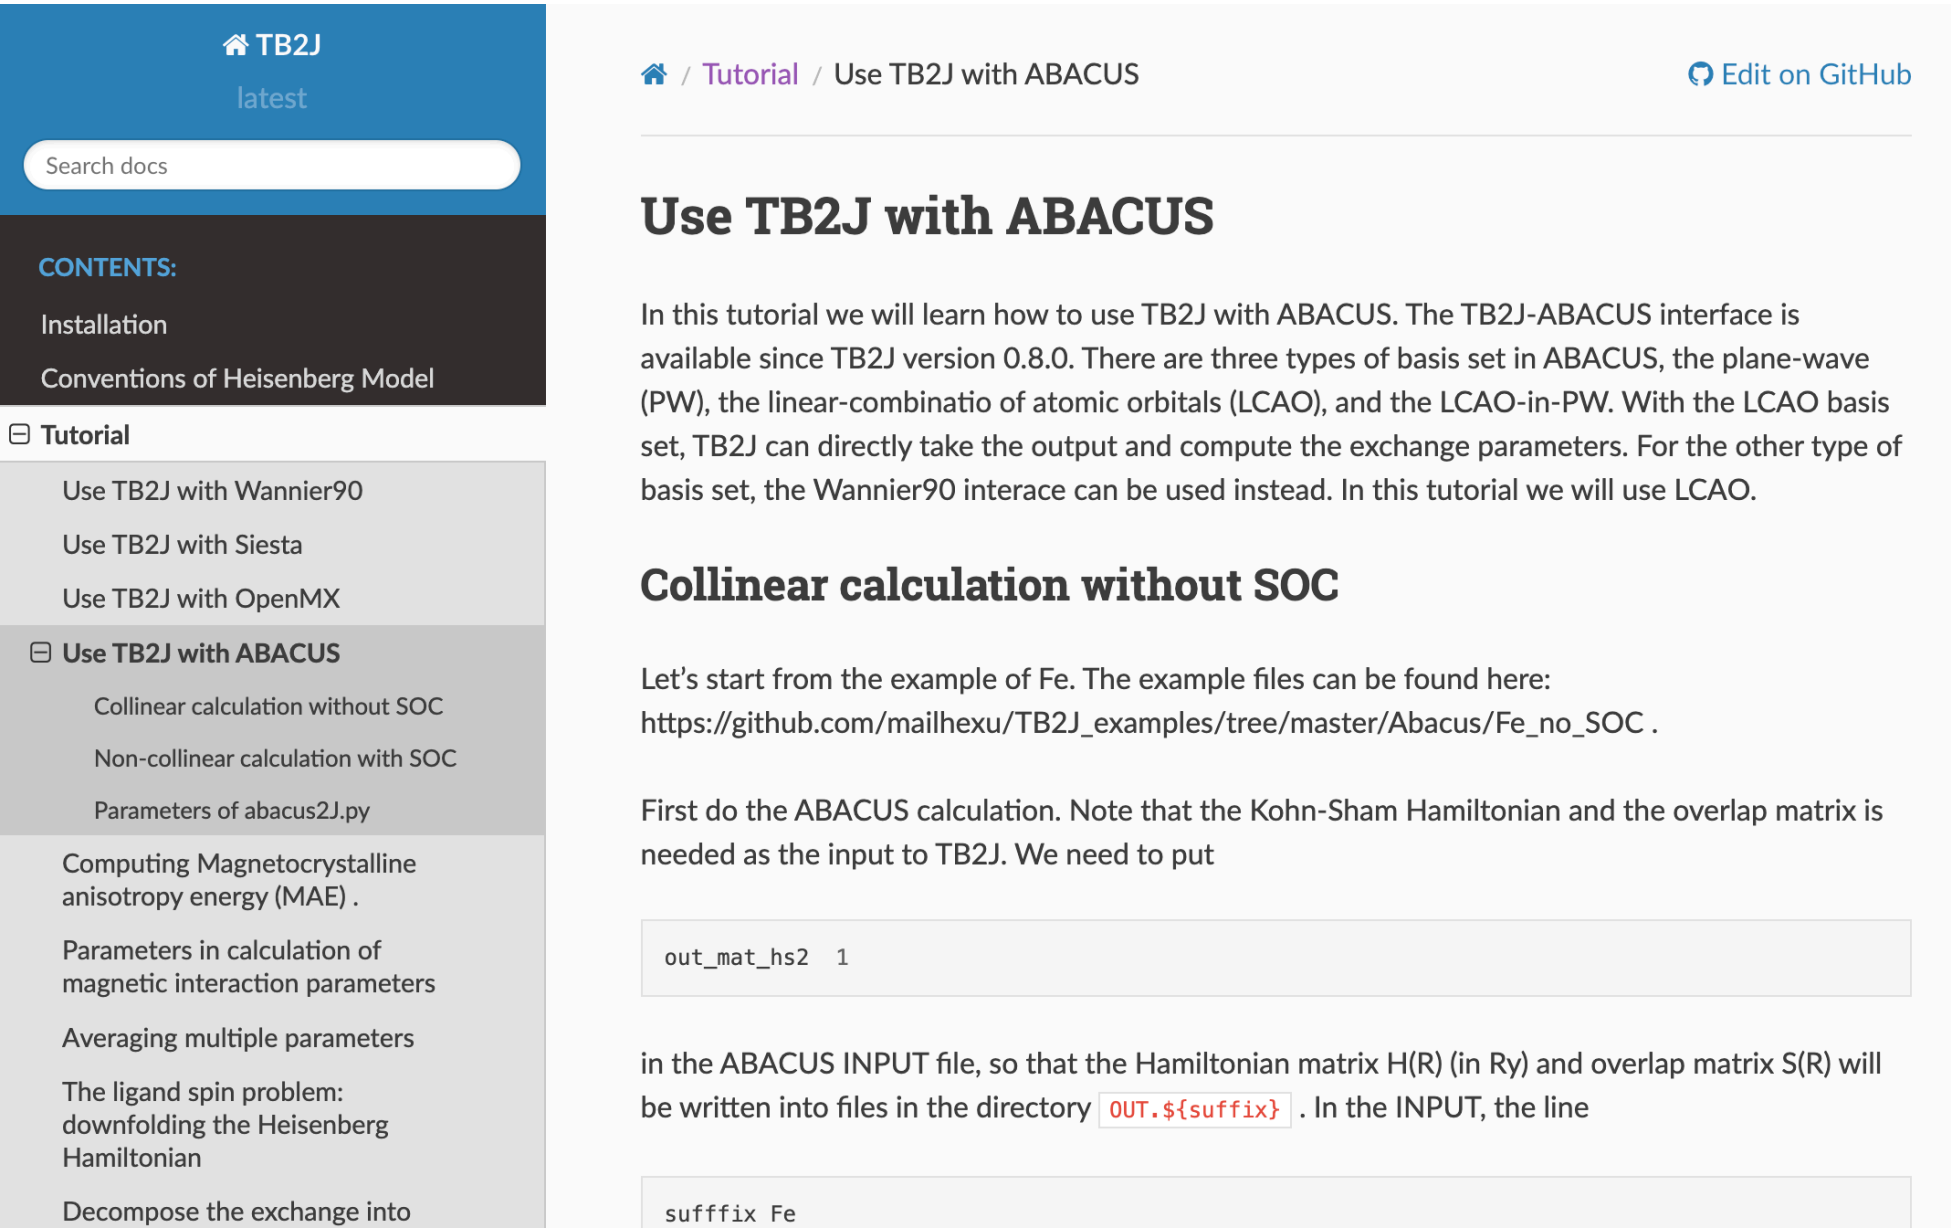 TB2J
latest
Search docs
CONTENTS:
Installation
Conventions of Heisenberg Model
Tutorial
Use TB2J with Wannier90
Use TB2J with Siesta
Use TB2J with OpenMX
Use TB2J with ABACUS
Collinear calculation without SOC
Non-collinear calculation with SOC
Parameters of abacus2J.py
Computing Magnetocrystalline
anisotropy energy (MAE) .
Parameters in calculation of
magnetic interaction parameters
Averaging multiple parameters
The ligand spin problem:
downfolding the Heisenberg
Hamiltonian
Decompose the exchange into
/ Tutorial / Use TB2J with ABACUS
Edit on GitHub
Use TB2J with ABACUS
In this tutorial we will learn how to use TB2J with ABACUS. The TB2J-ABACUS interface is
available since TB2J version 0.8.0. There are three types of basis set in ABACUS, the plane-wave
(PW), the linear-combinatio of atomic orbitals (LCAO), and the LCAO-in-PW. With the LCAO basis
set, TB2J can directly take the output and compute the exchange parameters. For the other type of
basis set, the Wannier90 interace can be used instead. In this tutorial we will use LCAO.
Collinear calculation without SOC
Let’s start from the example of Fe. The example files can be found here:
https://github.com/mailhexu/TB2J_examples/tree/master/Abacus/Fe_no_SOC .
First do the ABACUS calculation. Note that the Kohn-Sham Hamiltonian and the overlap matrix is
needed as the input to TB2J. We need to put
out_mat_hs2  1
in the ABACUS INPUT file, so that the Hamiltonian matrix H(R) (in Ry) and overlap matrix S(R) will
be written into files in the directory OUT.${suffix} . In the INPUT, the line
sufffix Fe